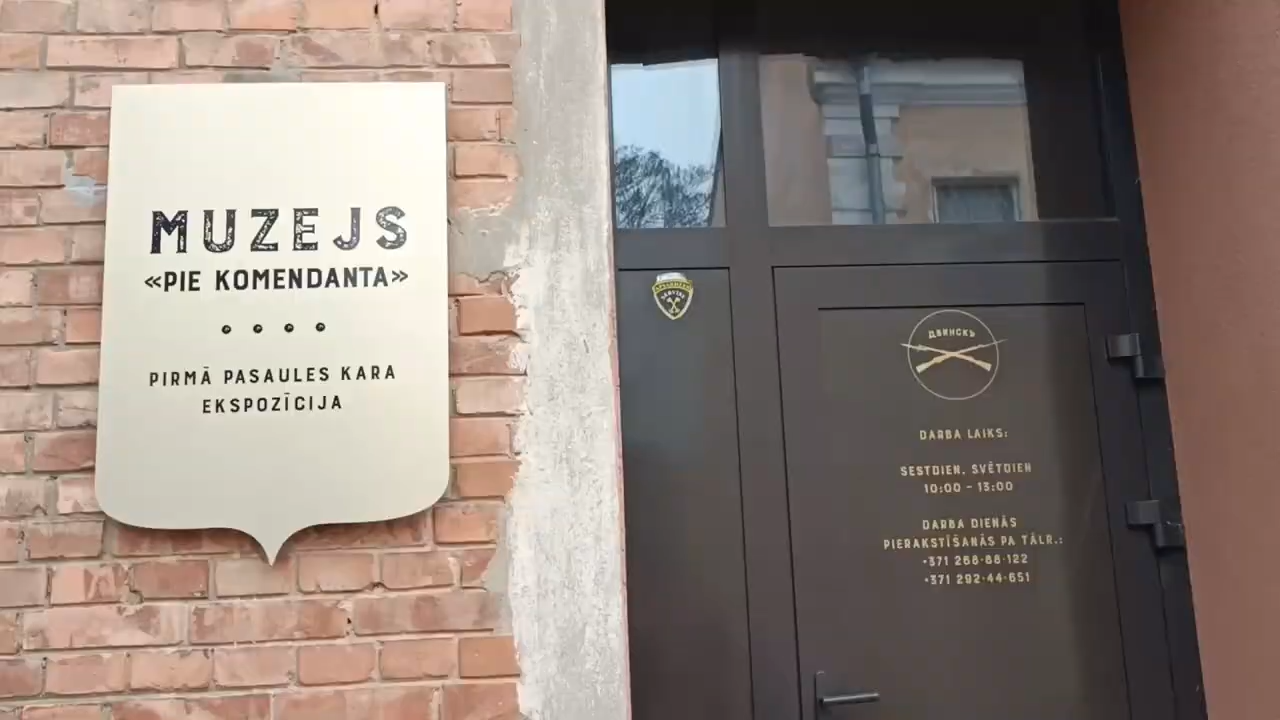 MUZEJS
«PIE KOMENDANTA»
PIRMĀ PASAULES KARA
EKSPOZĪCIJA
ДВИНСКЪ
DARBA LAIKS:
SESTDIEN, SVĒTDIEN
10:00 - 13:00
DARBA DIENĀS
PIERAKSTĪŠANĀS PA TĀLR.:
+371 268-88-122
+371 292-44-651